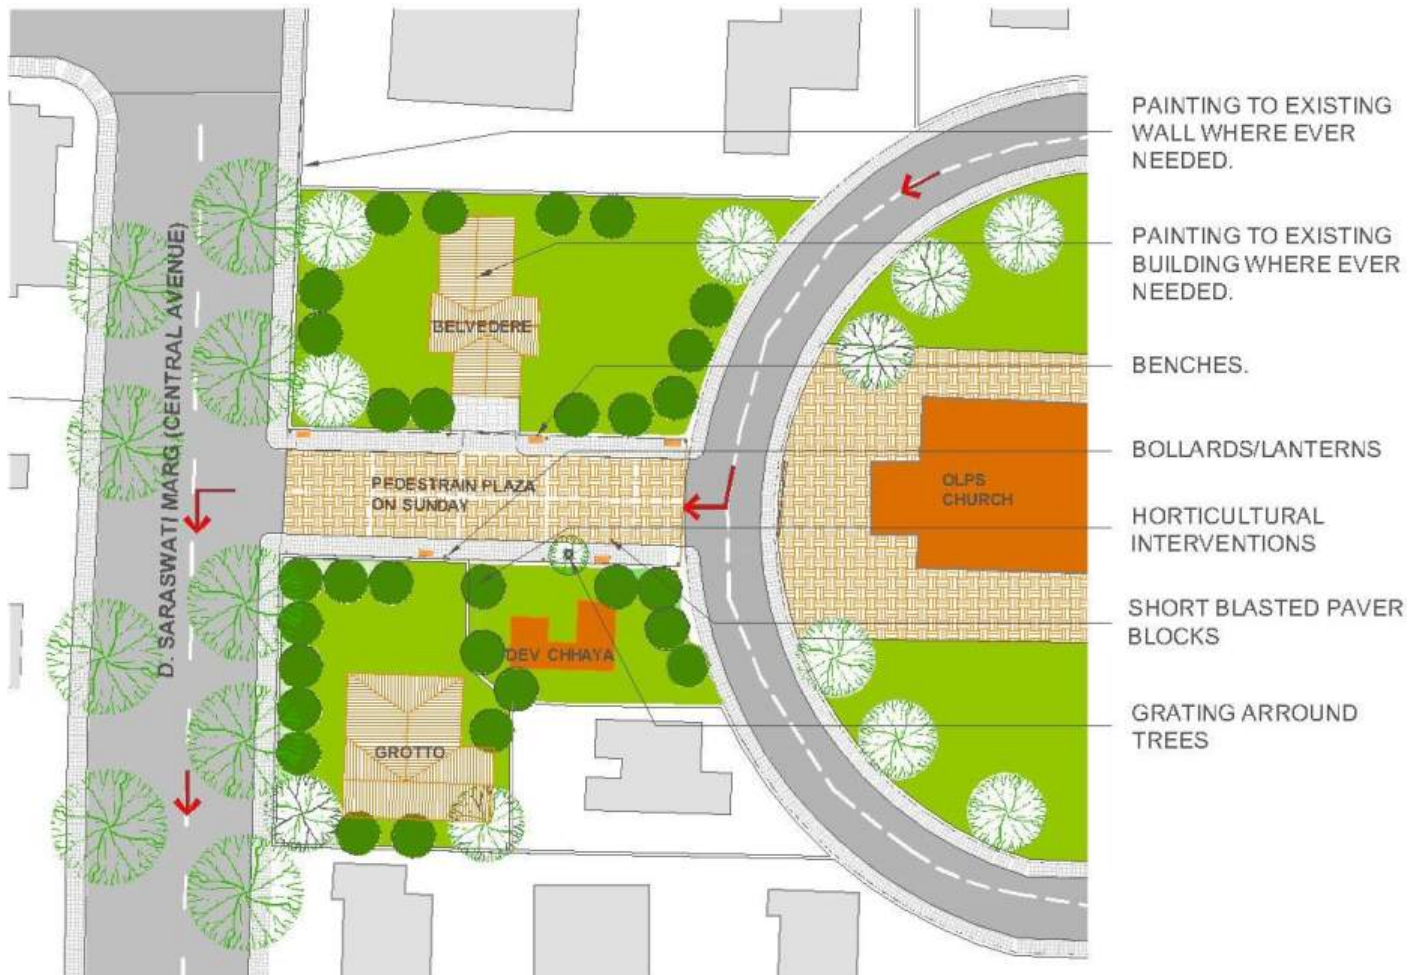 PAINTING TO EXISTING
WALL WHERE EVER
NEEDED.
PAINTING TO EXISTING
BUILDING WHERE EVER
NEEDED.
BENCHES.
BOLLARDS/LANTERNS
HORTICULTURAL
INTERVENTIONS
SHORT BLASTED PAVER
BLOCKS
GRATING ARROUND
TREES
D. SARASWATI MARG (CENTRAL AVENUE)
BELVEDERE
PEDESTRAIN PLAZA
ON SUNDAY
OLPS
CHURCH
DEV CHHAYA
GROTTO